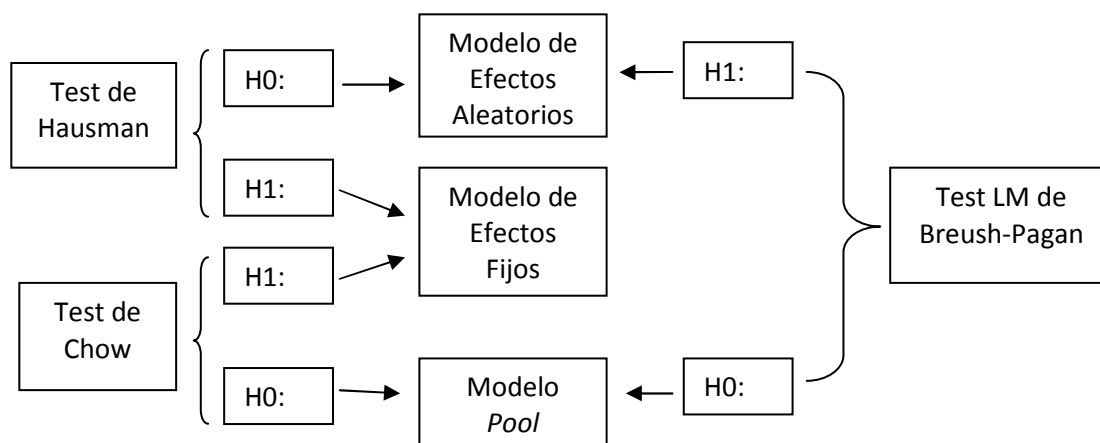 Test de
Hausman
H0:
H1:
Modelo de
Efectos
Aleatorios
H1:
Modelo de
Efectos
Fijos
Test LM de
Breush-Pagan
Test de
Chow
H1:
H0:
Modelo
Pool
H0: